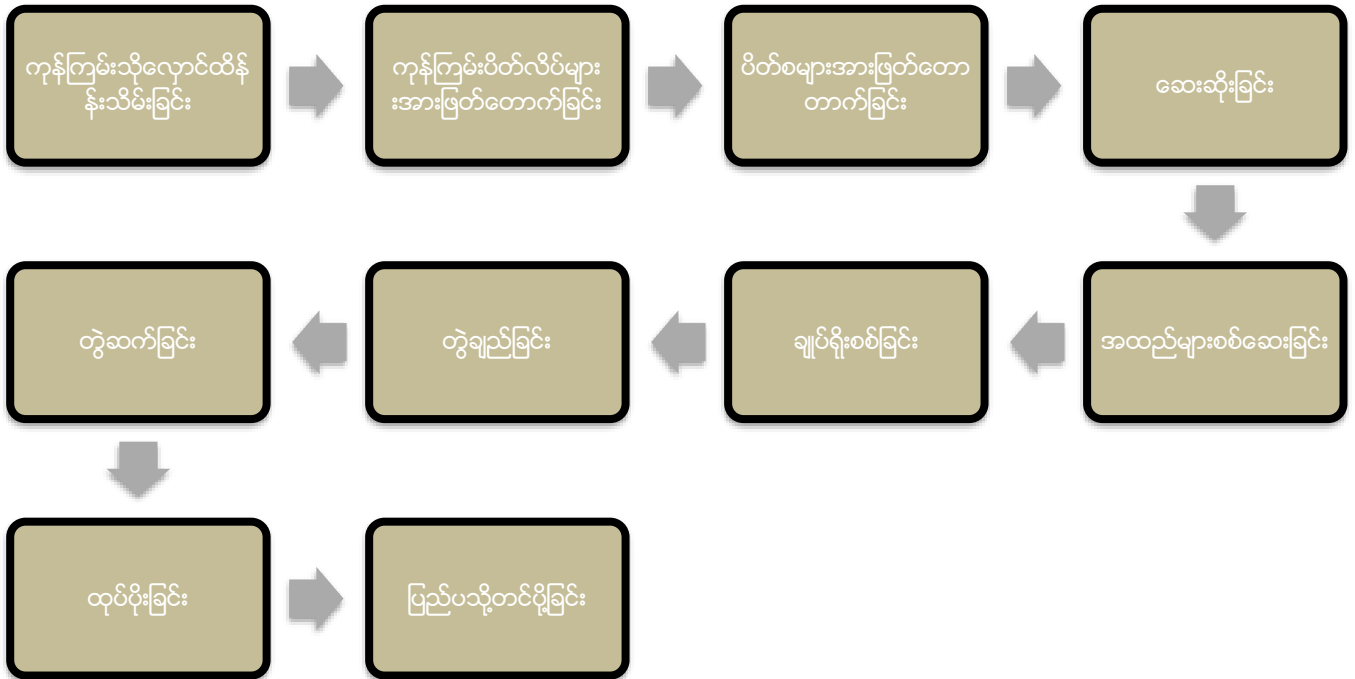 ကုန်ကြမ်းသိုလှောင်ထိန်
န်းသိမ်းခြင်း
ကုန်ကြမ်းပိတ်လိပ်များ
းအားဖြတ်တောက်ခြင်း
ပိတ်စများအားဖြတ်တော
တာက်ခြင်း
ဆေးဆိုးခြင်း
အထည်များစစ်ဆေးခြင်း
ချုပ်ရိုးစစ်ခြင်း
တွဲချည်ခြင်း
တွဲဆက်ခြင်း
ထုပ်ပိုးခြင်း
ပြည်ပသို့တင်ပို့ခြင်း